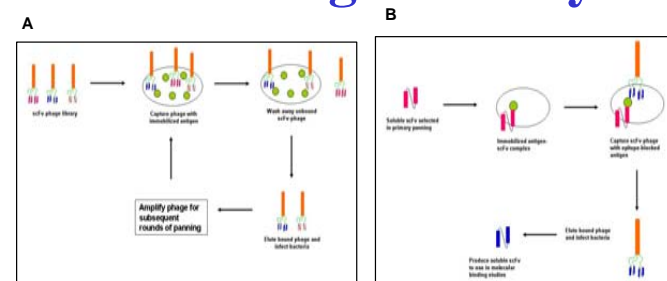 A
B
scFv phage library
Capture phage with
immobilized antigen
Wash away unbound
scFv-phage
Amplify phage for
subsequent
rounds of panning
Elute bound phage and
infect bacteria
Soluble scFv selected
in primary panning
Immobilized antigen-
scFv complex
Capture scFv-phage
with epitope-blocked
antigen
Elute bound phage
and infect bacteria
Produce soluble scFv
to use in molecular
binding studies